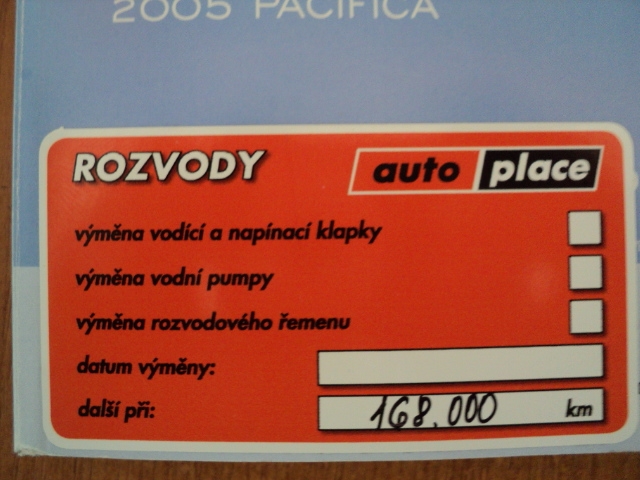 2005 PACIFICA
ROZVODY
auto place
výměna vodící a napínací klapky
výměna vodní pumpy
výměna rozvodového řemenu
datum výměny:
další při: 168.000 km